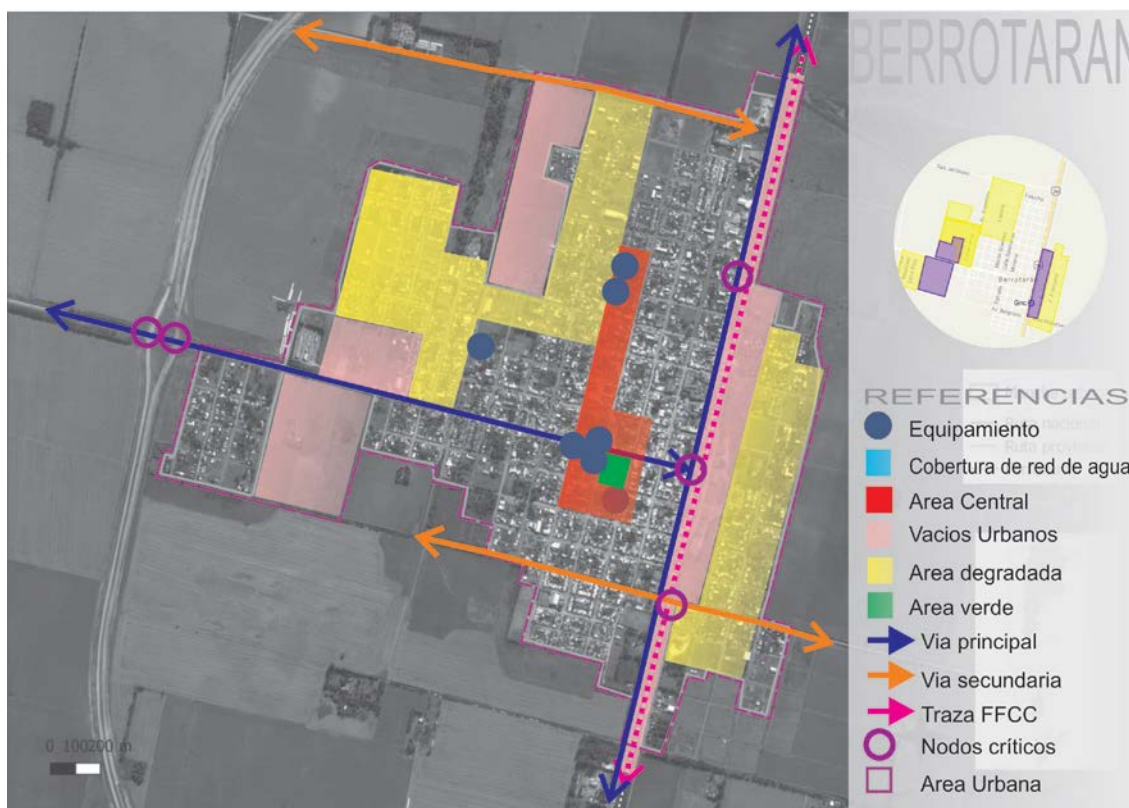 BERROTARAN
REFERENCIAS
Equipamiento
Cobertura de red de agua
Area Central
Vacios Urbanos
Area degradada
Area verde
Via principal
Via secundaria
Traza FFCC
Nodos críticos
Area Urbana
0 100200 m